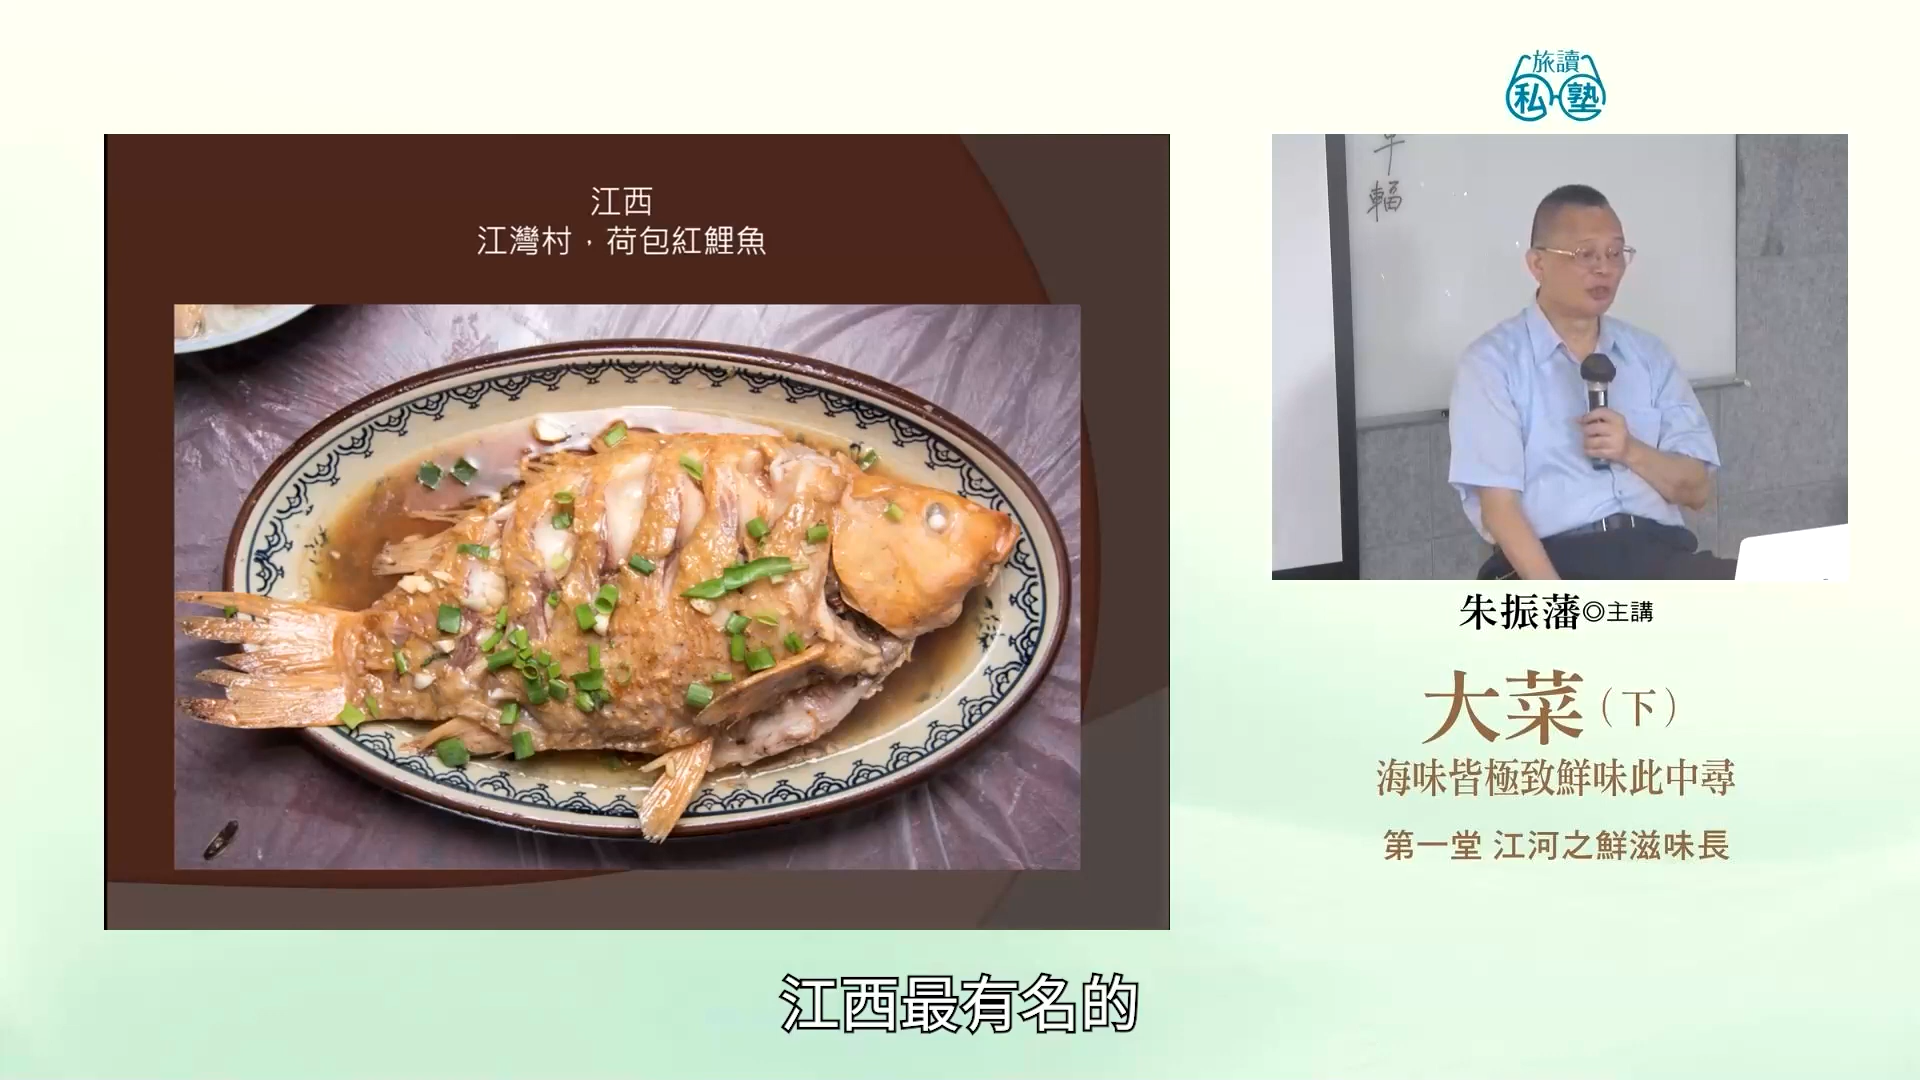 旅讀
私塾
江西
江灣村，荷包紅鯉魚
輻
朱振藩◎主講
大菜（下）
海味皆極致鮮味此中尋
第一堂 江河之鮮滋味長
江西最有名的